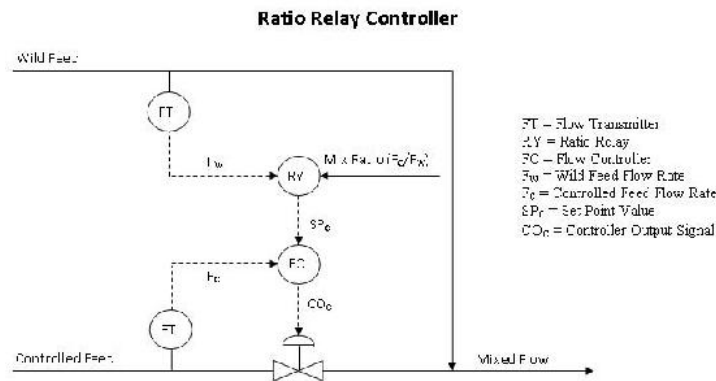 Ratio Relay Controller
Wild Feed
FT
Fw
Mix Ratio (Fc/Fw)
RY
SPc
FC
Fc
COc
FT
Controlled Feed
Mixed Flow
FT = Flow Transmitter
RY = Ratio Relay
FC = Flow Controller
Fw = Wild Feed Flow Rate
Fc = Controlled Feed Flow Rate
SPc = Set Point Value
COc = Controller Output Signal